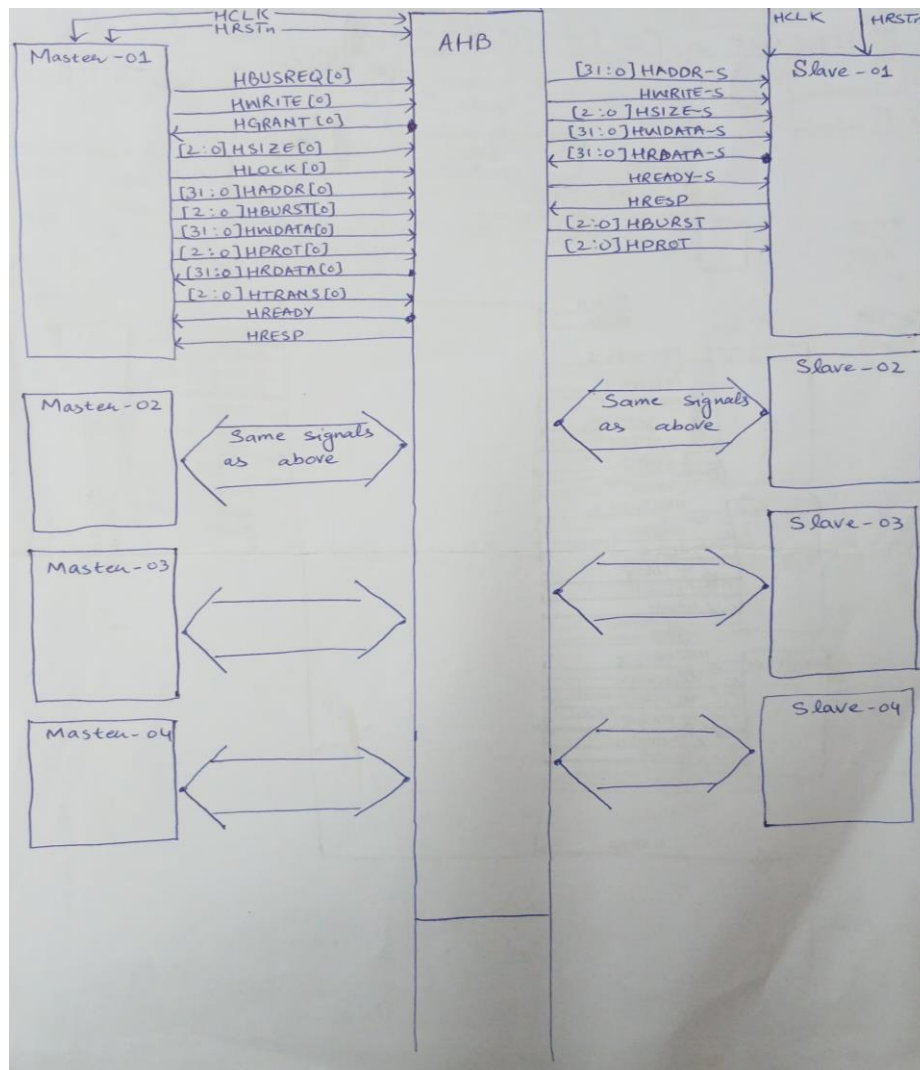 HCLK
HRSTn
Master-01
AHB
HBUSREQ[0]
HWRITE[0]
HGRANT[0]
[2:0]HSIZE[0]
HLOCK[0]
[31:0]HADDR[0]
[2:0]HBURST[0]
[31:0]HWDATA[0]
[2:0]HPROT[0]
[31:0]HRDATA[0]
[2:0]HTRANS[0]
HREADY
HRESP
HCLK
HRSTn
Slave-01
[31:0]HADDR-S
HWRITE-S
[2:0]HSIZE-S
[31:0]HWDATA-S
[31:0]HRDATA-S
HREADY-S
HRESP
[2:0]HBURST
[2:0]HPROT
Master-02
Same signals
as above
Same signals
as above
Slave-02
Master-03
Slave-03
Master-04
Slave-04